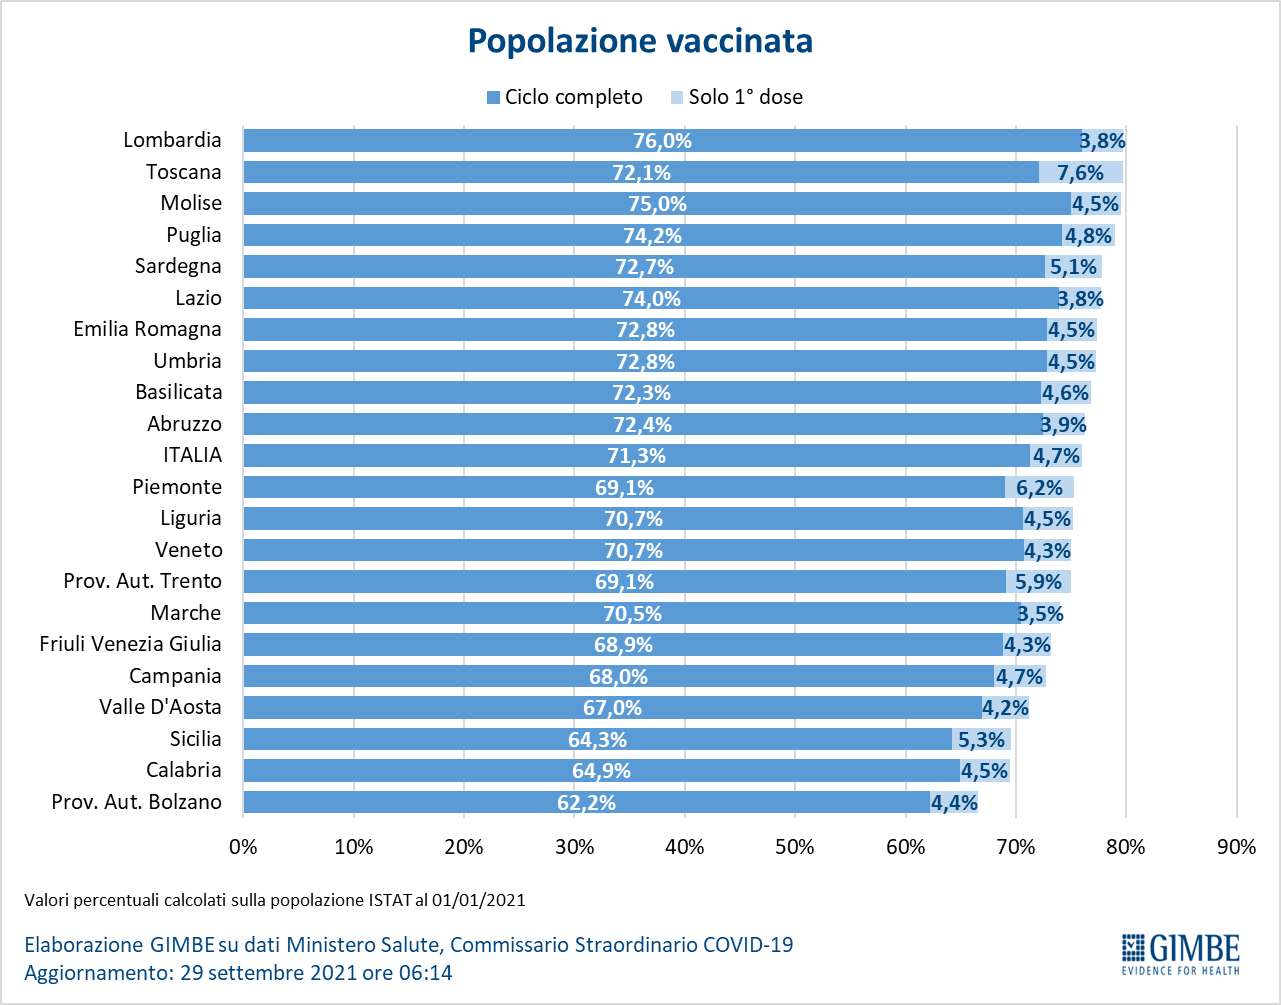 Popolazione vaccinata
Ciclo completo Solo 1° dose
Lombardia 76,0% 3,8%
Toscana 72,1% 7,6%
Molise 75,0% 4,5%
Puglia 74,2% 4,8%
Sardegna 72,7% 5,1%
Lazio 74,0% 3,8%
Emilia Romagna 72,8% 4,5%
Umbria 72,8% 4,5%
Basilicata 72,3% 4,6%
Abruzzo 72,4% 3,9%
ITALIA 71,3% 4,7%
Piemonte 69,1% 6,2%
Liguria 70,7% 4,5%
Veneto 70,7% 4,3%
Prov. Aut. Trento 69,1% 5,9%
Marche 70,5% 3,5%
Friuli Venezia Giulia 68,9% 4,3%
Campania 68,0% 4,7%
Valle D'Aosta 67,0% 4,2%
Sicilia 64,3% 5,3%
Calabria 64,9% 4,5%
Prov. Aut. Bolzano 62,2% 4,4%
0% 10% 20% 30% 40% 50% 60% 70% 80% 90%
Valori percentuali calcolati sulla popolazione ISTAT al 01/01/2021
Elaborazione GIMBE su dati Ministero Salute, Commissario Straordinario COVID-19
Aggiornamento: 29 settembre 2021 ore 06:14
GIMBE
EVIDENCE FOR HEALTH